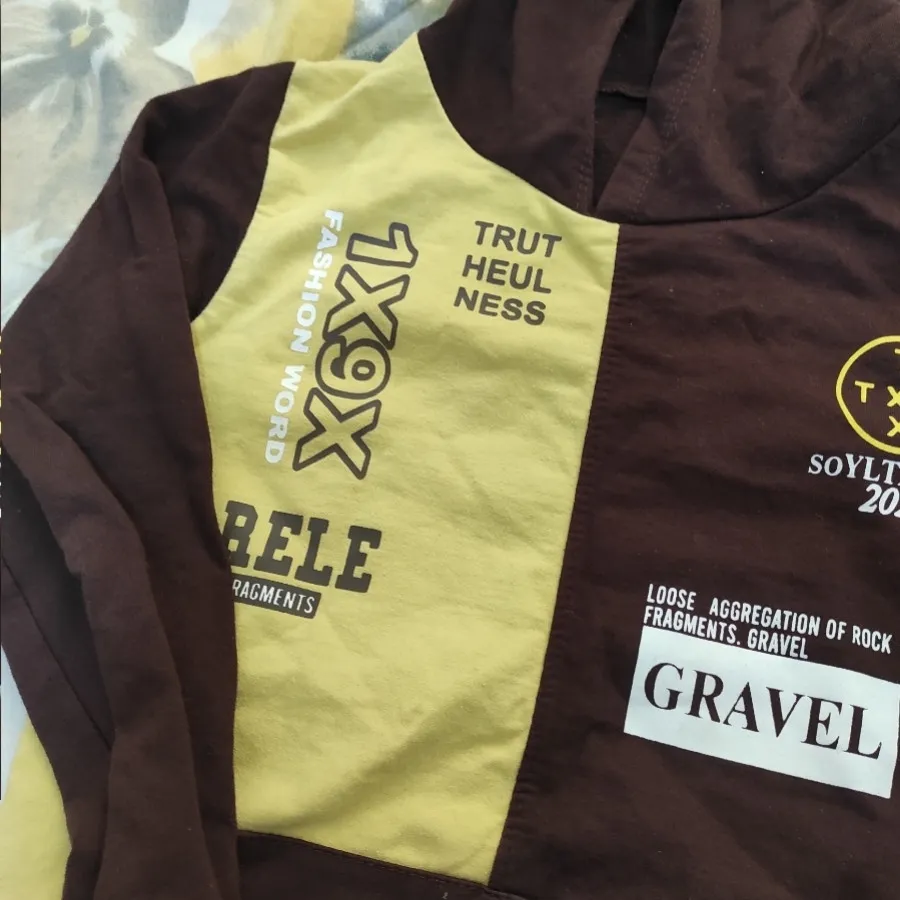 TRUT
HEUL
NESS
1X9X
FASHION WORD
RELE
RAGMENTS
T X
X
SOYLT
202
LOOSE AGGREGATION OF ROCK
FRAGMENTS. GRAVEL
GRAVEL